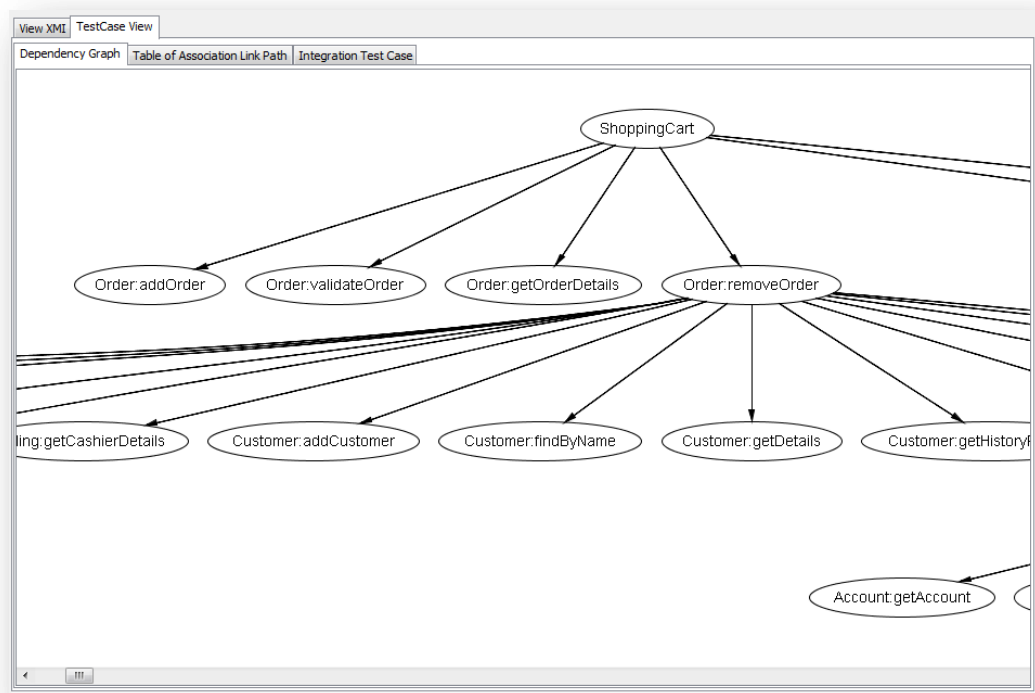 View XMI
TestCase View
Dependency Graph
Table of Association Link Path
Integration Test Case
ShoppingCart
Order:addOrder
Order:validateOrder
Order:getOrderDetails
Order:removeOrder
ling:getCashierDetails
Customer:addCustomer
Customer:findByName
Customer:getDetails
Customer:getHistory
Account:getAccount